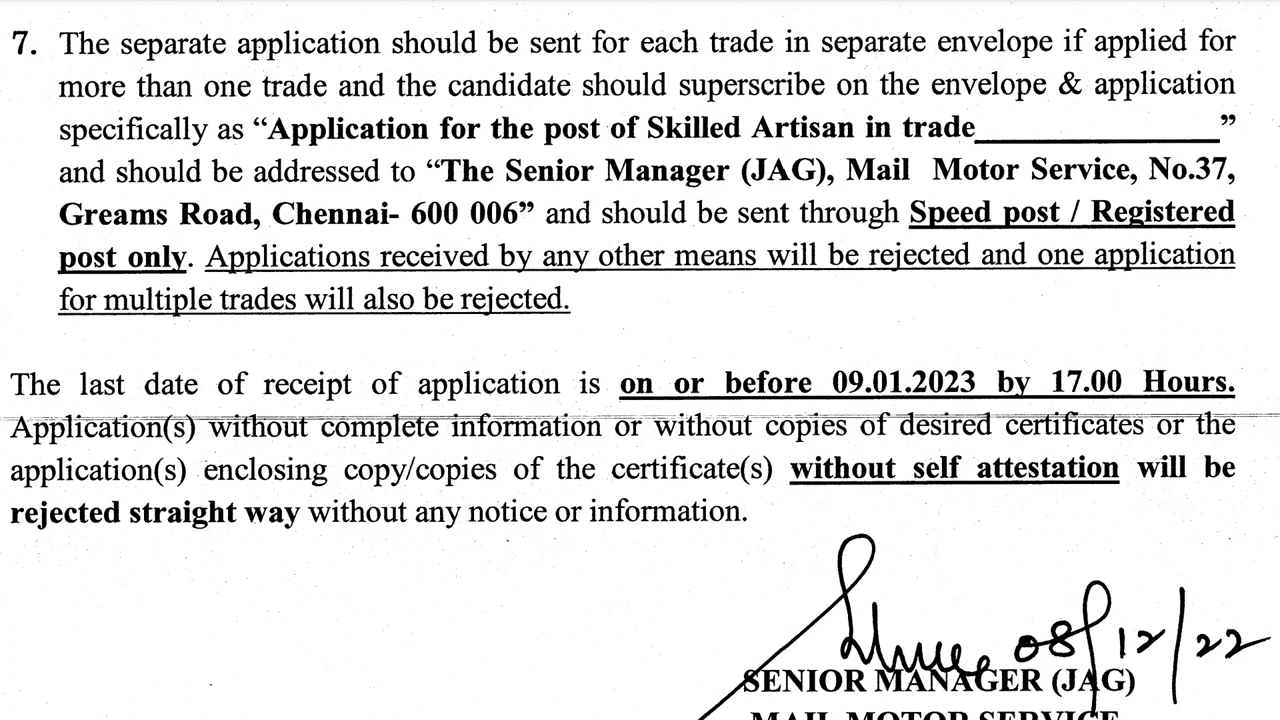 7. The separate application should be sent for each trade in separate envelope if applied for
more than one trade and the candidate should superscribe on the envelope & application
specifically as “Application for the post of Skilled Artisan in trade_________________”
and should be addressed to “The Senior Manager (JAG), Mail Motor Service, No.37,
Greams Road, Chennai- 600 006” and should be sent through Speed post / Registered
post only. Applications received by any other means will be rejected and one application
for multiple trades will also be rejected.
The last date of receipt of application is on or before 09.01.2023 by 17.00 Hours.
Application(s) without complete information or without copies of desired certificates or the
application(s) enclosing copy/copies of the certificate(s) without self attestation will be
rejected straight way without any notice or information.
08/12/22
SENIOR MANAGER (JAG)
MAIL MOTOR SERVICE